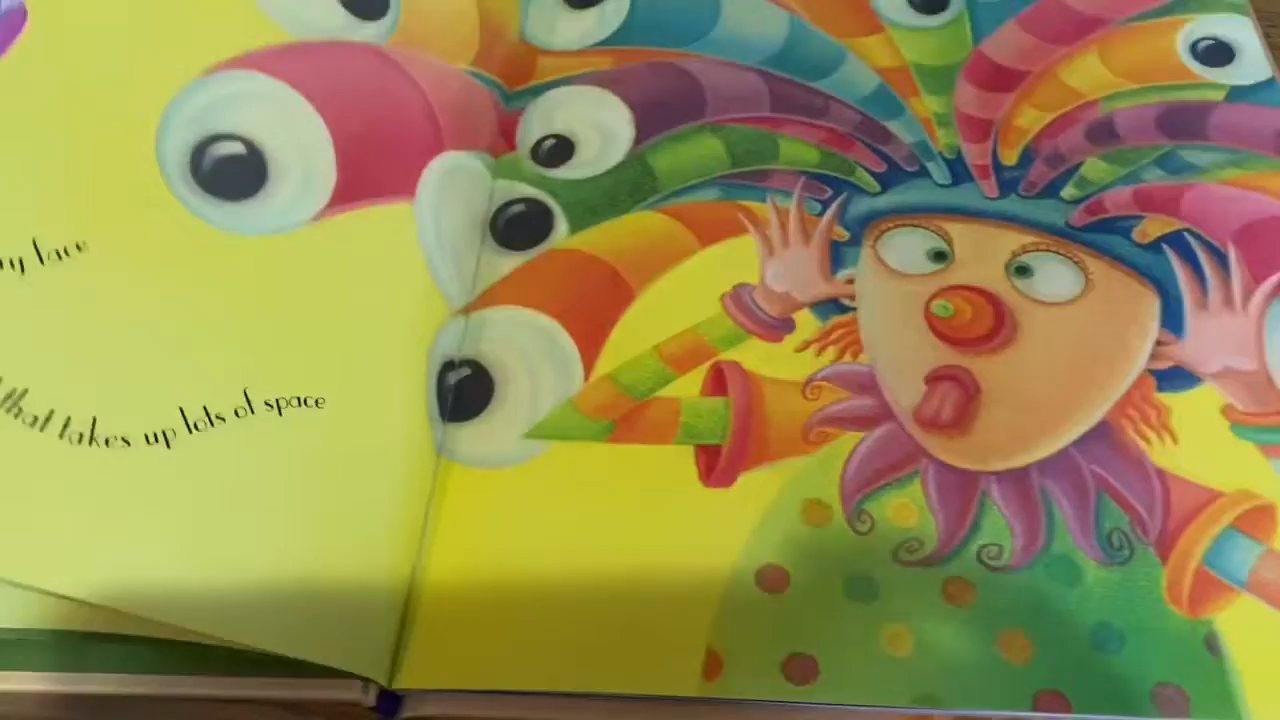 face
that takes up lots of space